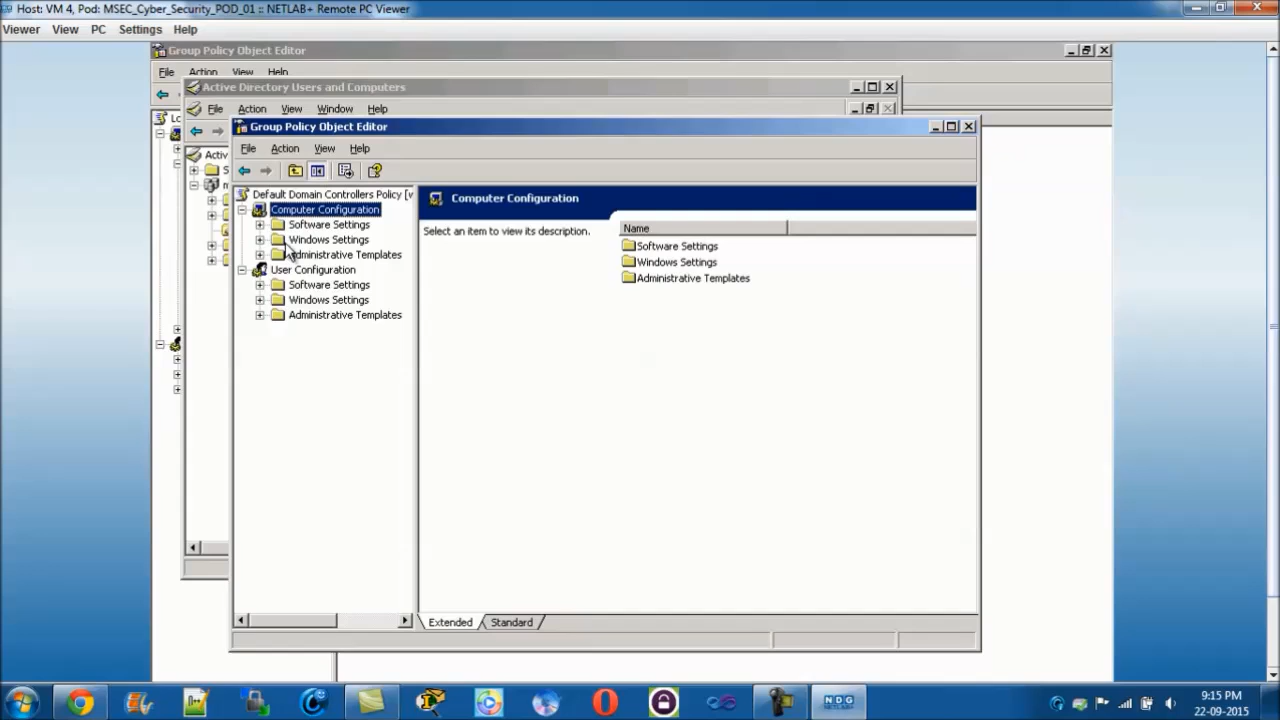 Host: VM 4, Pod: MSEC_Cyber_Security_POD_01 :: NETLAB+ Remote PC Viewer
Viewer View PC Settings Help
Group Policy Object Editor
File Action View Help
Active Directory Users and Computers
File Action View Window Help
Group Policy Object Editor
File Action View Help
Lo
Activ
S
m
Default Domain Controllers Policy [w
Computer Configuration
Software Settings
Windows Settings
Administrative Templates
User Configuration
Software Settings
Windows Settings
Administrative Templates
Computer Configuration
Select an item to view its description.
Name
Software Settings
Windows Settings
Administrative Templates
Extended Standard
NDG
NETLAB+
9:15 PM
22-09-2015